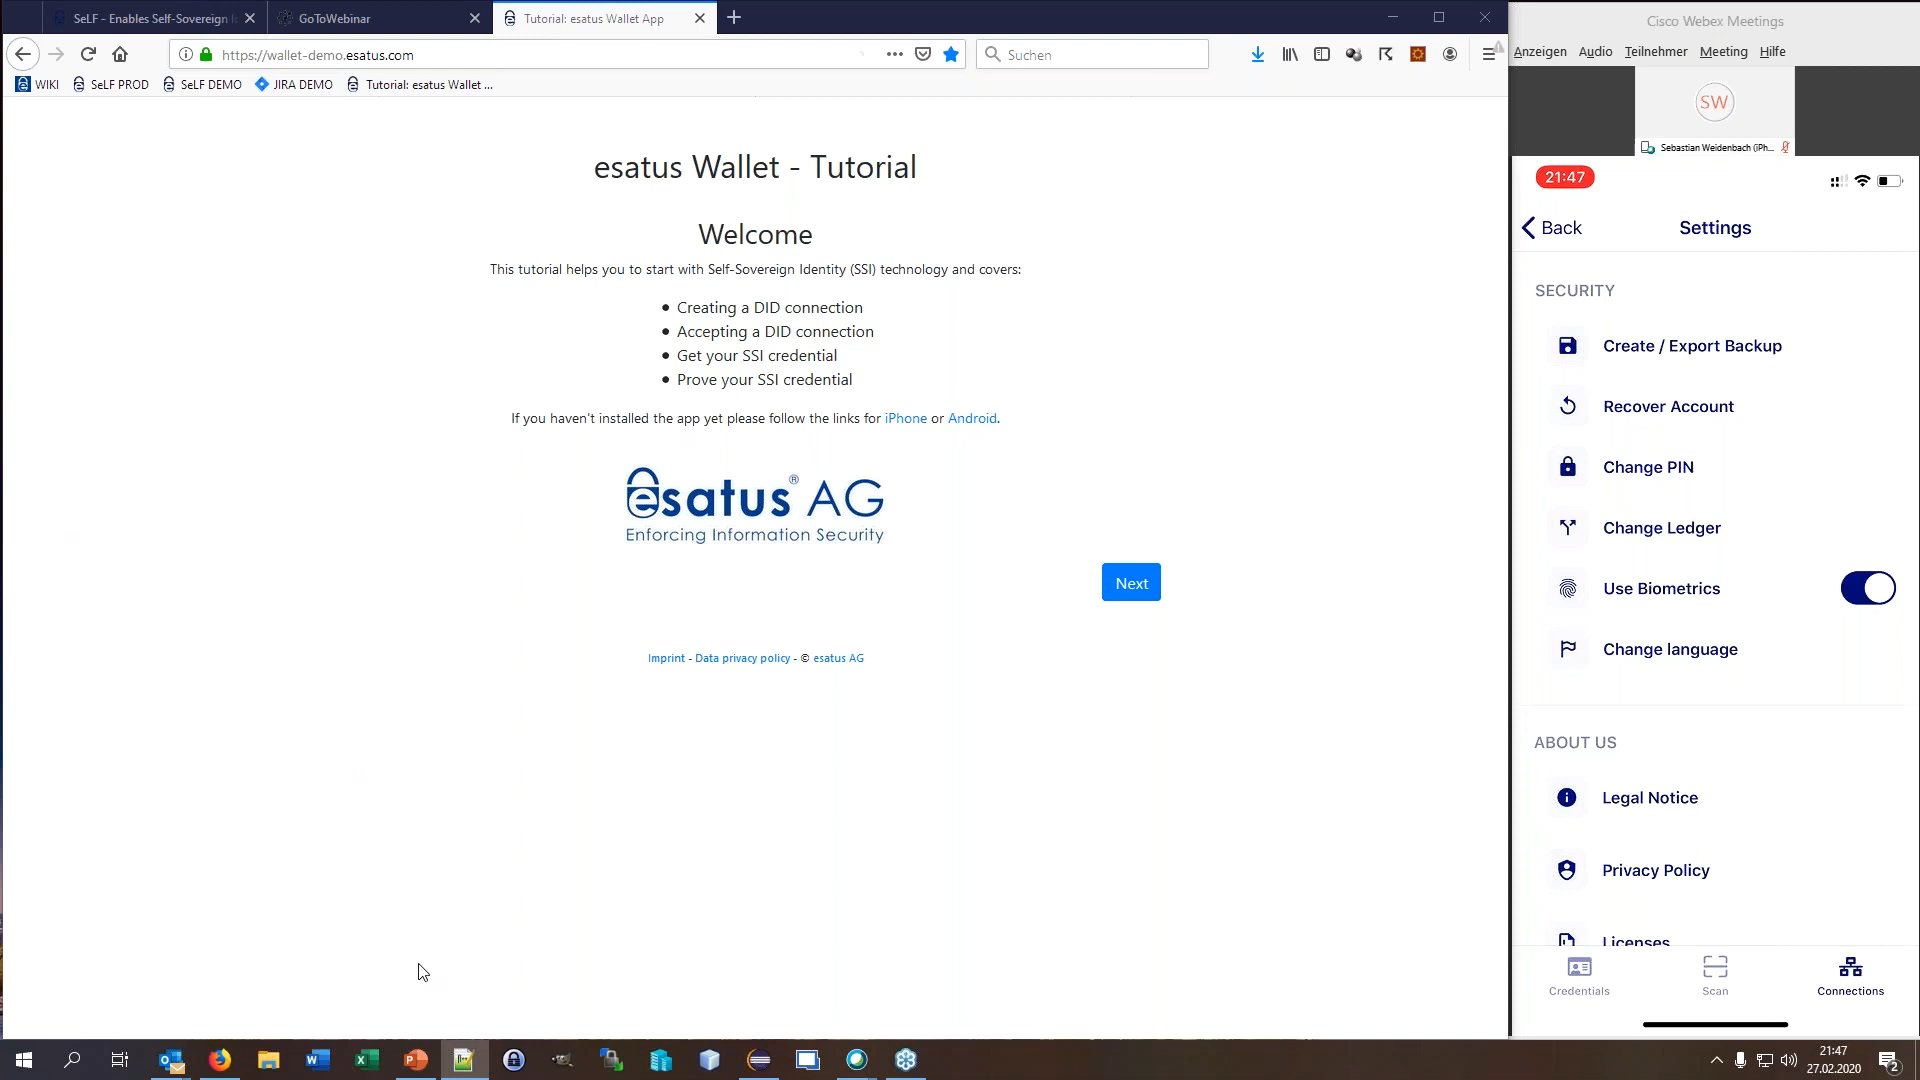 SeLF - Enables Self-Sovereign I
GoToWebinar
Tutorial: esatus Wallet App
https://wallet-demo.esatus.com
Suchen
WIKI
SeLF PROD
SeLF DEMO
JIRA DEMO
Tutorial: esatus Wallet ...
esatus Wallet - Tutorial
Welcome
This tutorial helps you to start with Self-Sovereign Identity (SSI) technology and covers:
Creating a DID connection
Accepting a DID connection
Get your SSI credential
Prove your SSI credential
If you haven't installed the app yet please follow the links for iPhone or Android.
esatus® AG
Enforcing Information Security
Next
Imprint - Data privacy policy - © esatus AG
Cisco Webex Meetings
Anzeigen Audio Teilnehmer Meeting Hilfe
SW
Sebastian Weidenbach (iPh...
21:47
Back
Settings
SECURITY
Create / Export Backup
Recover Account
Change PIN
Change Ledger
Use Biometrics
Change language
ABOUT US
Legal Notice
Privacy Policy
Licenses
Credentials
Scan
Connections
21:47
27.02.2020
2